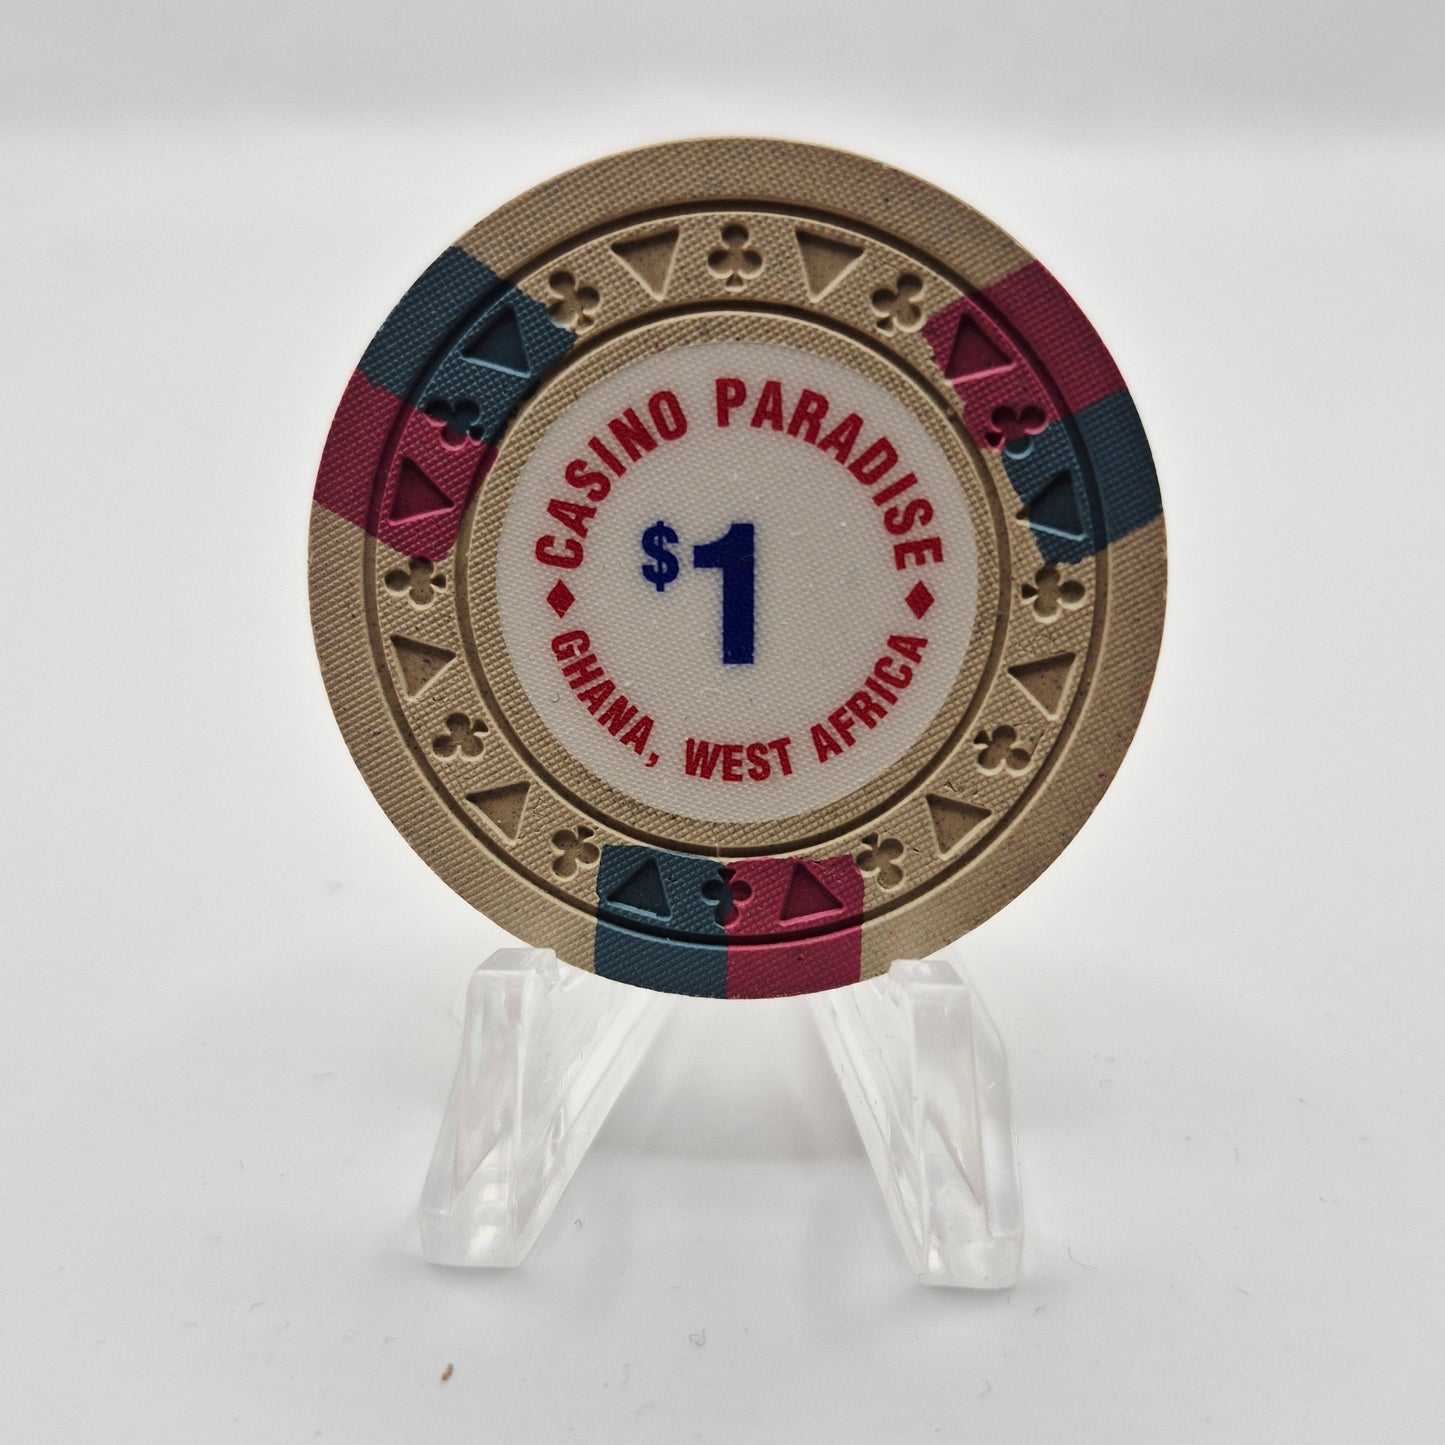 CASINO PARADISE
$1
GHANA, WEST AFRICA